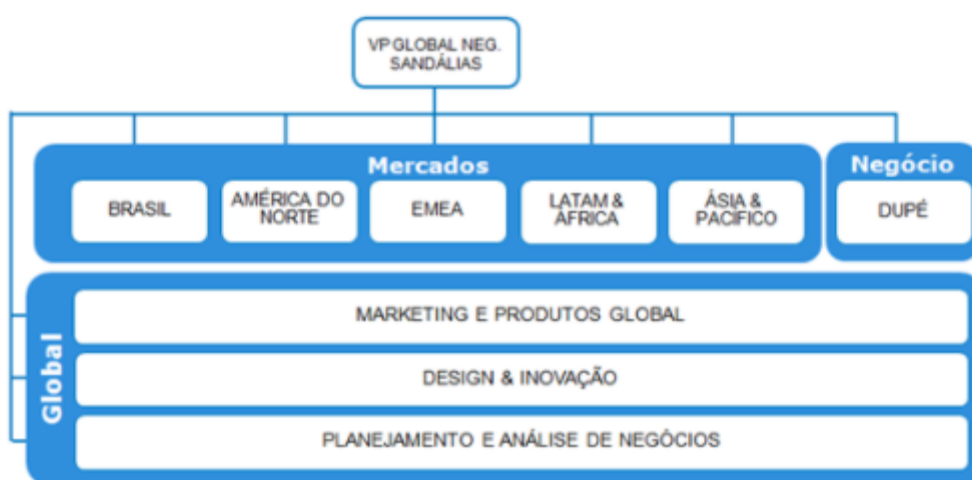 VP GLOBAL NEG.
SANDÁLIAS
Mercados
BRASIL
AMÉRICA DO
NORTE
EMEA
LATAM &
ÁFRICA
ÁSIA &
PACÍFICO
Negócio
DUPÉ
Global
MARKETING E PRODUTOS GLOBAL
DESIGN & INOVAÇÃO
PLANEJAMENTO E ANÁLISE DE NEGÓCIOS